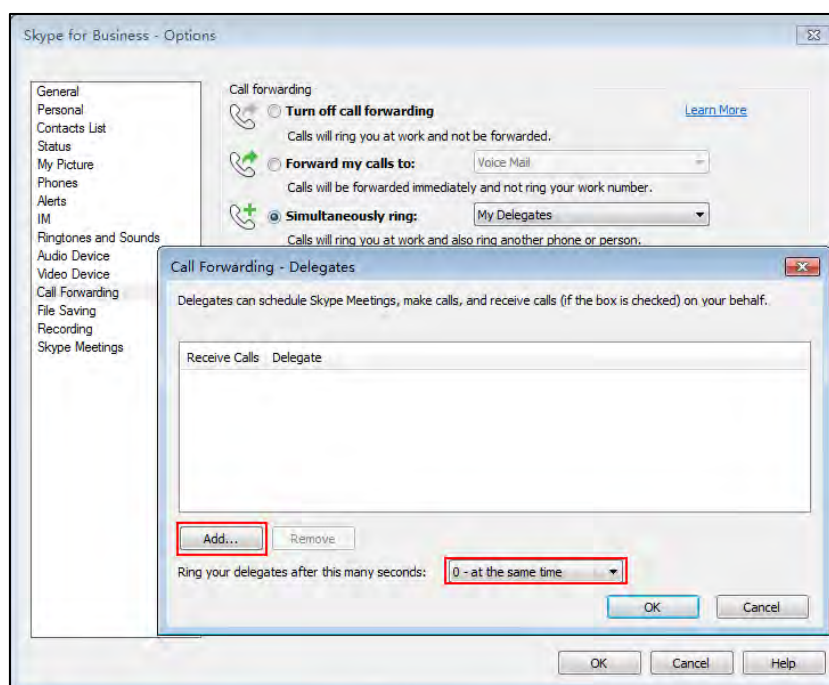 Skype for Business - Options
General
Personal
Contacts List
Status
My Picture
Phones
Alerts
IM
Ringtones and Sounds
Audio Device
Video Device
Call Forwarding
File Saving
Recording
Skype Meetings
Call forwarding
Turn off call forwarding
Learn More
Calls will ring you at work and not be forwarded.
Forward my calls to:
Voice Mail
Calls will be forwarded immediately and not ring your work number.
Simultaneously ring:
My Delegates
Calls will ring you at work and also ring another phone or person.
Call Forwarding - Delegates
Delegates can schedule Skype Meetings, make calls, and receive calls (if the box is checked) on your behalf.
Receive Calls Delegate
Add...
Remove
Ring your delegates after this many seconds: 0 - at the same time
OK Cancel
OK Cancel Help